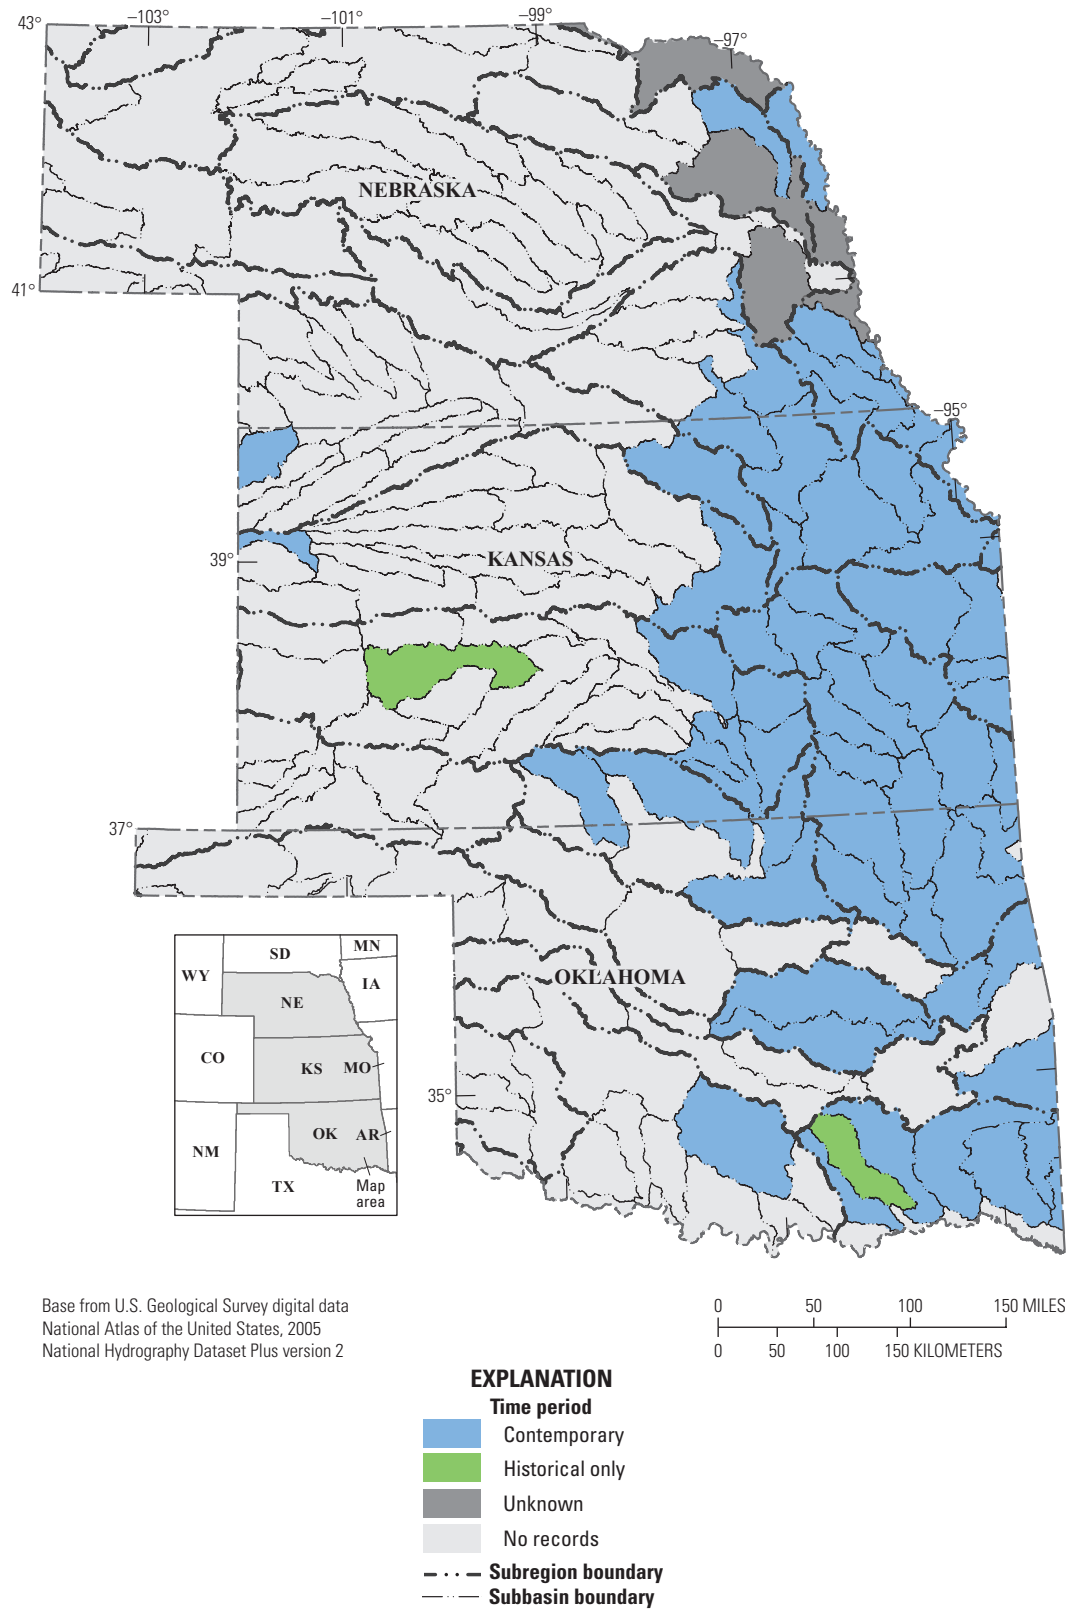 43°
–103°
–101°
–99°
–97°
NEBRASKA
41°
–95°
39°
KANSAS
37°
OKLAHOMA
35°
SD
MN
WY
IA
NE
CO
KS
MO
OK
AR
NM
TX
Map
area
Base from U.S. Geological Survey digital data
National Atlas of the United States, 2005
National Hydrography Dataset Plus version 2
0 50 100 150 MILES
0 50 100 150 KILOMETERS
EXPLANATION
Time period
Contemporary
Historical only
Unknown
No records
Subregion boundary
Subbasin boundary